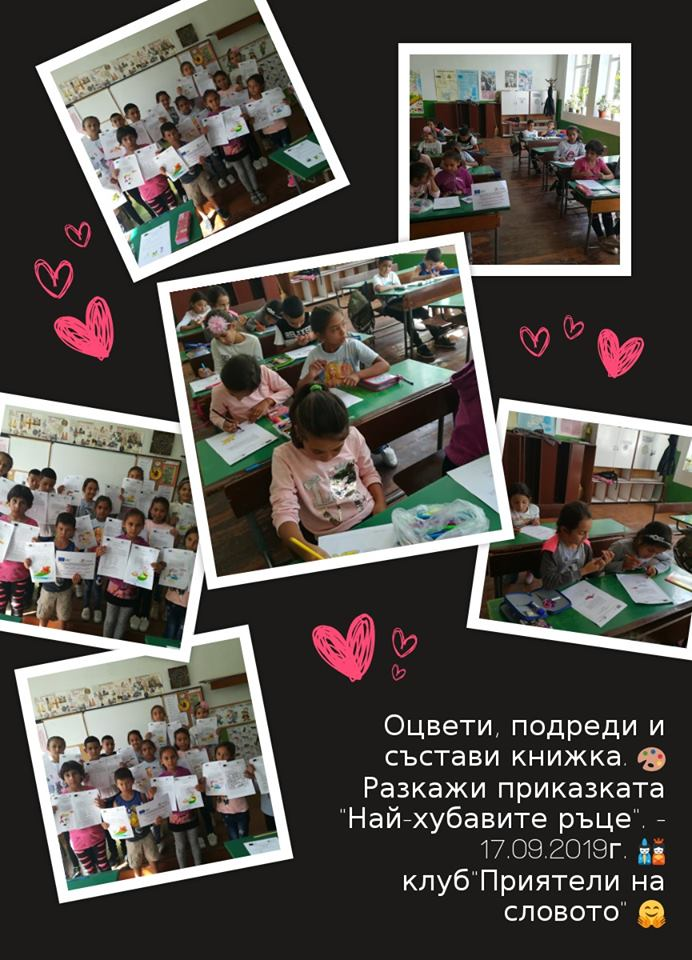 Оцвети, подреди и
състави книжка. 🎨
Разкажи приказката
"Най-хубавите ръце". -
17.09.2019г. 🎎
клуб"Приятели на
словото" 🤗